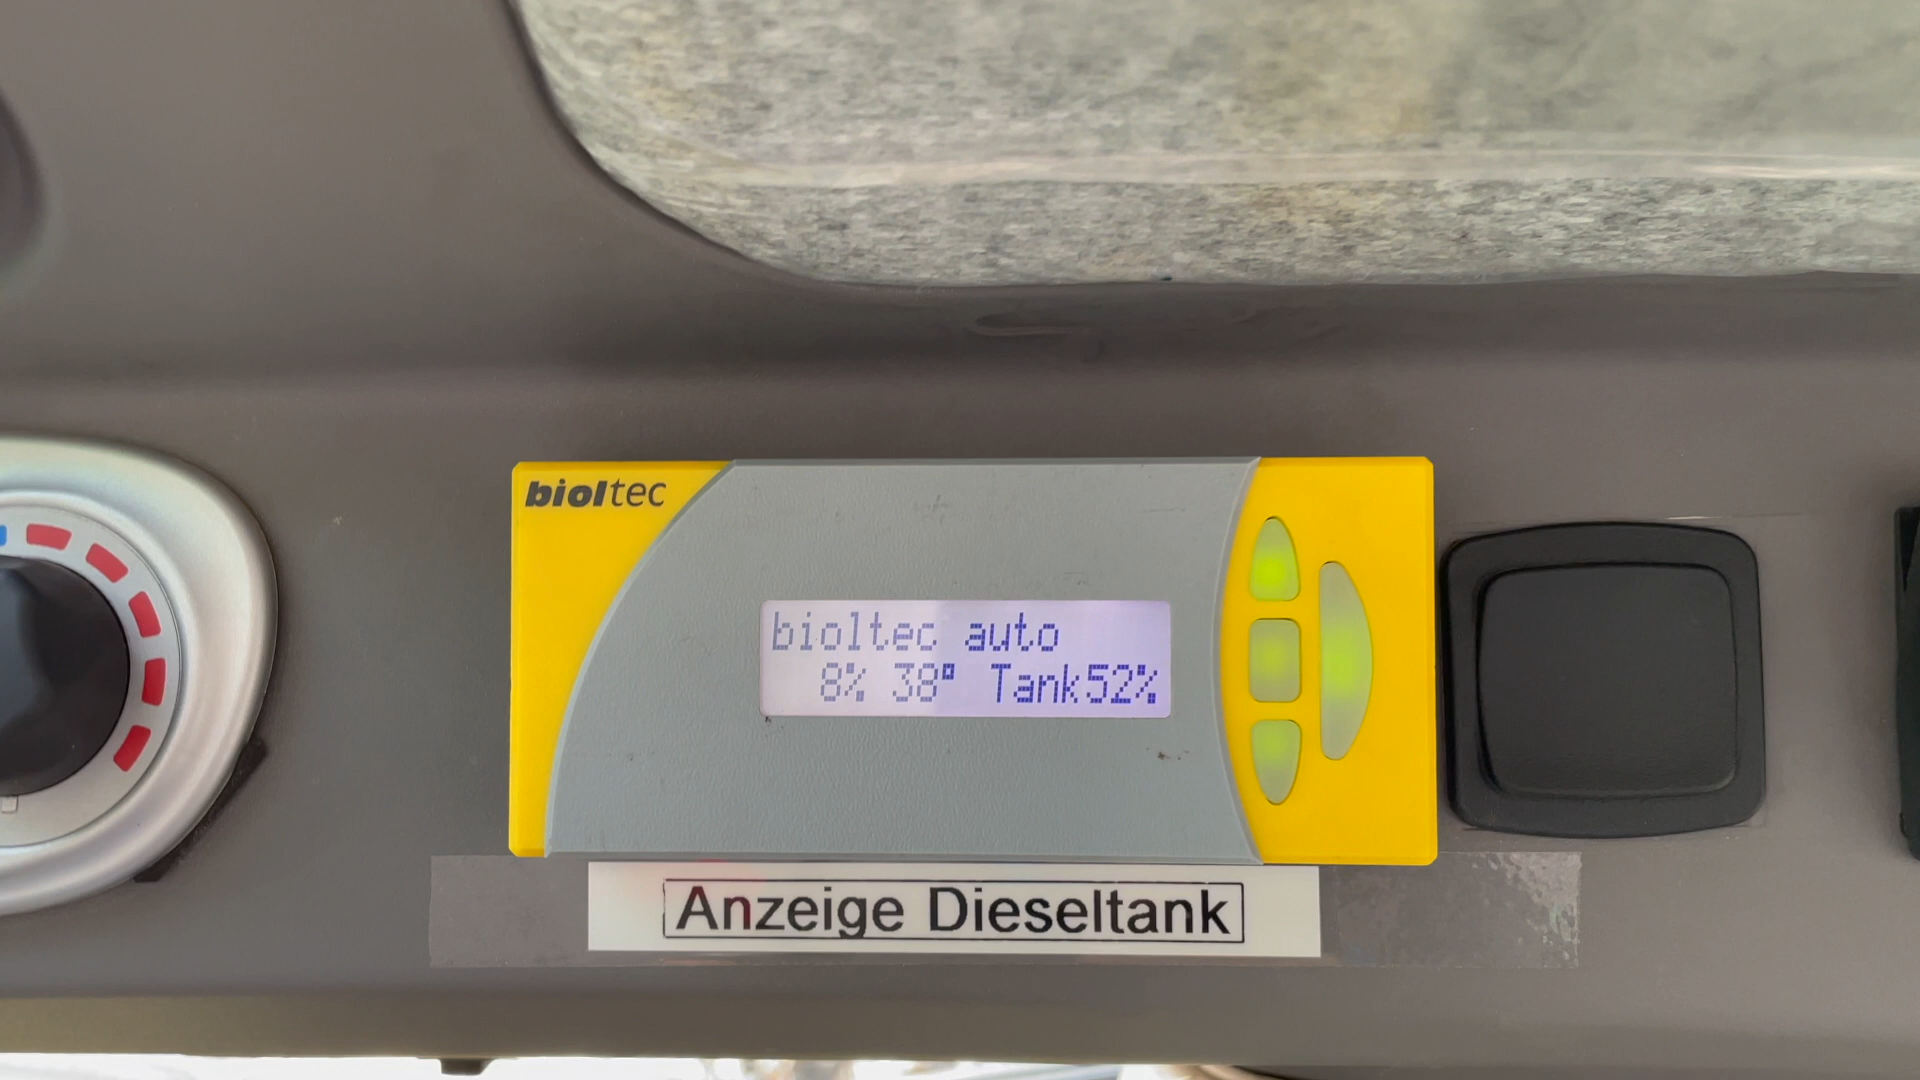 bioltec
bioltec auto
8% 38° Tank52%
Anzeige Dieseltank